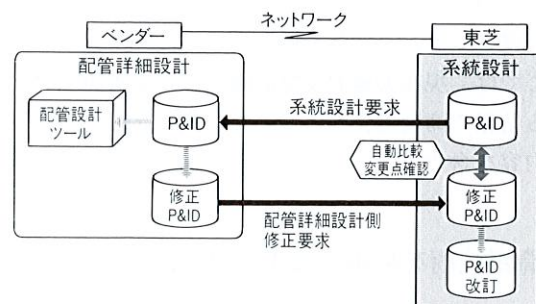 ネットワーク
ベンダー
東芝
配管詳細設計
系統設計
配管設計
ツール
P&ID
系統設計要求
P&ID
自動比較
変更点確認
修正
P&ID
配管詳細設計側
修正要求
修正
P&ID
P&ID
改訂